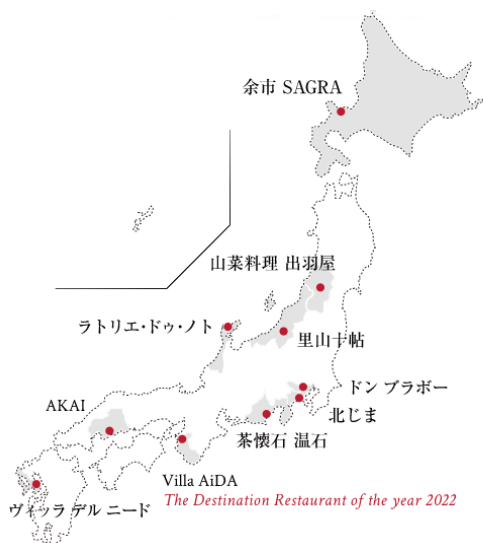 余市 SAGRA
山菜料理 出羽屋
ラトリエ・ドゥ・ノト
里山十帖
ドン ブラボー
北じま
AKAI
茶懐石 温石
Villa AiDA
The Destination Restaurant of the year 2022
ヴィッラ デル ニード